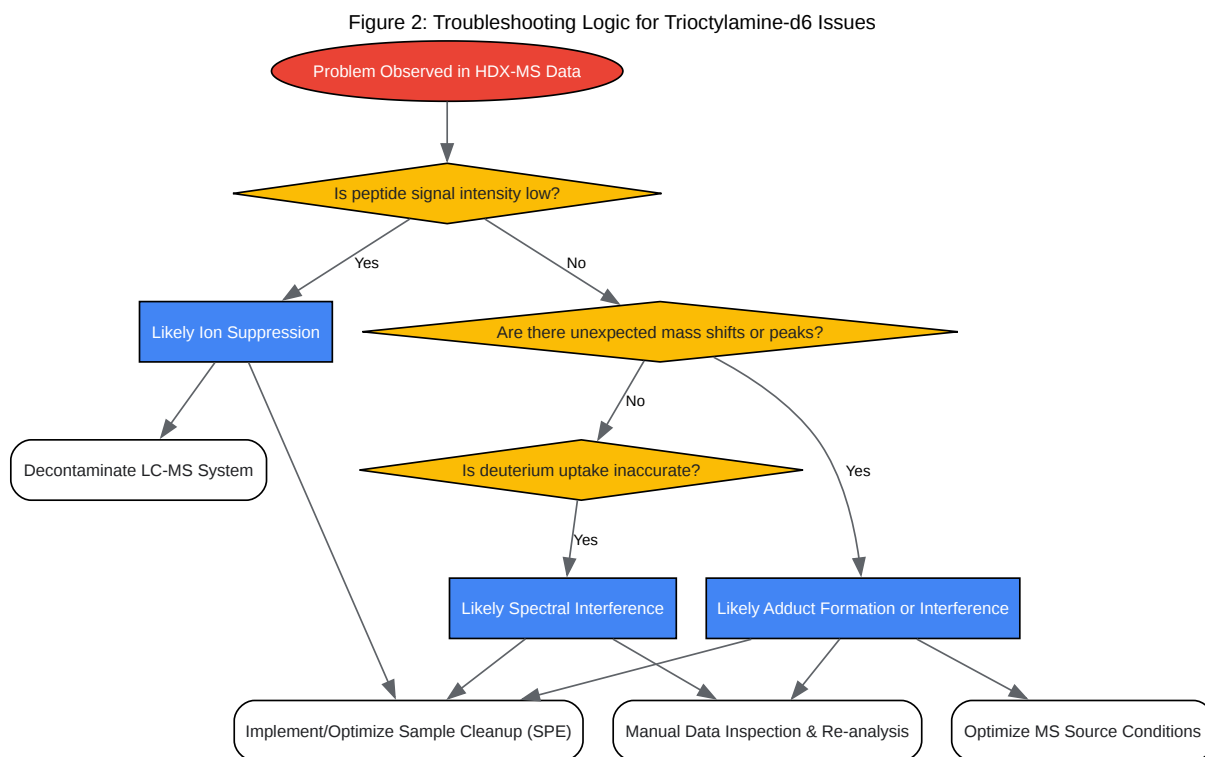 Figure 2: Troubleshooting Logic for Trioctylamine-d6 Issues
Problem Observed in HDX-MS Data
Is peptide signal intensity low?
Yes
No
Likely Ion Suppression
Are there unexpected mass shifts or peaks?
No
Decontaminate LC-MS System
Is deuterium uptake inaccurate?
Yes
Yes
Likely Spectral Interference
Likely Adduct Formation or Interference
Implement/Optimize Sample Cleanup (SPE)
Manual Data Inspection & Re-analysis
Optimize MS Source Conditions